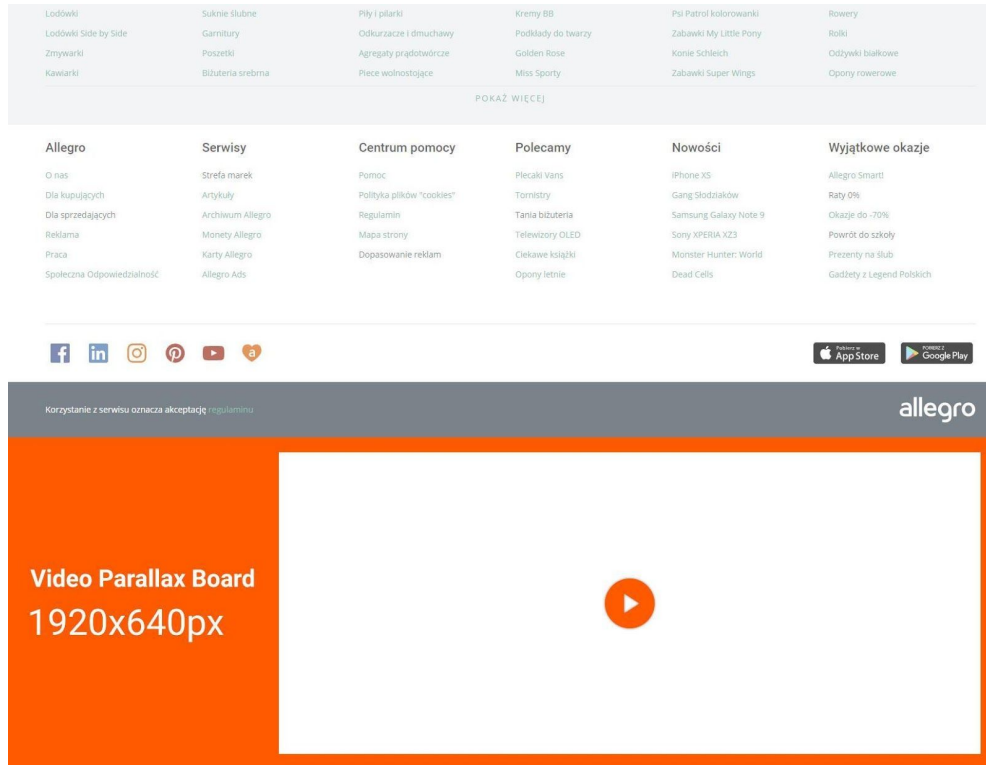 Lodówki Suknie ślubne Piły i pilarki Kremy BB Psi Patrol kolorowanki Rowery
Lodówki Side by Side Garnitury Odkurzacze i dmuchawy Podkłady do twarzy Zabawki My Little Pony Rolki
Zmywarki Poszetki Agregaty prądotwórcze Golden Rose Konie Schleich Odżywki białkowe
Kawiarki Biżuteria srebrna Piece wolnostojące Miss Sporty Zabawki Super Wings Opony rowerowe
POKAŻ WIĘCEJ
Allegro Serwisy Centrum pomocy Polecamy Nowości Wyjątkowe okazje
O nas Strefa marek Pomoc Plecaki Vans iPhone XS Allegro Smart!
Dla kupujących Artykuły Polityka plików "cookies" Tornistry Gang Słodziaków Raty 0%
Dla sprzedających Archiwum Allegro Regulamin Tania biżuteria Samsung Galaxy Note 9 Okazje do -70%
Reklama Monety Allegro Mapa strony Telewizory OLED Sony XPERIA XZ3 Powrót do szkoły
Praca Karty Allegro Dopasowanie reklam Ciekawe książki Monster Hunter: World Prezenty na ślub
Społeczna Odpowiedzialność Allegro Ads Opony letnie Dead Cells Gadżety z Legend Polskich
Pobierz w POBIERZ Z
App Store Google Play
Korzystanie z serwisu oznacza akceptację regulaminu allegro
Video Parallax Board
1920x640px